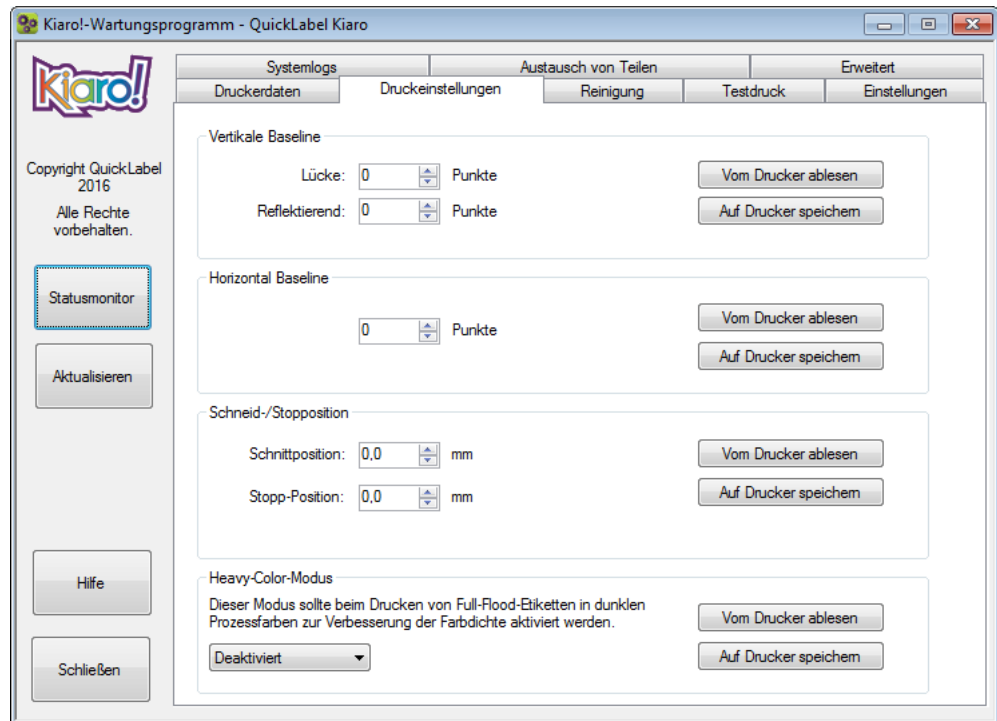 Kiaro!-Wartungsprogramm - QuickLabel Kiaro
Kiaro!
Copyright QuickLabel
2016
Alle Rechte
vorbehalten.
Statusmonitor
Aktualisieren
Hilfe
Schließen
Systemlogs Austausch von Teilen Erweitert
Druckerdaten Druckeinstellungen Reinigung Testdruck Einstellungen
Vertikale Baseline
Lücke: 0 Punkte Vom Drucker ablesen
Reflektierend: 0 Punkte Auf Drucker speichern
Horizontal Baseline
0 Punkte Vom Drucker ablesen
Auf Drucker speichern
Schneid-/Stopposition
Schnittposition: 0,0 mm Vom Drucker ablesen
Stopp-Position: 0,0 mm Auf Drucker speichern
Heavy-Color-Modus
Dieser Modus sollte beim Drucken von Full-Flood-Etiketten in dunklen
Prozessfarben zur Verbesserung der Farbdichte aktiviert werden.
Vom Drucker ablesen
Deaktiviert Auf Drucker speichern